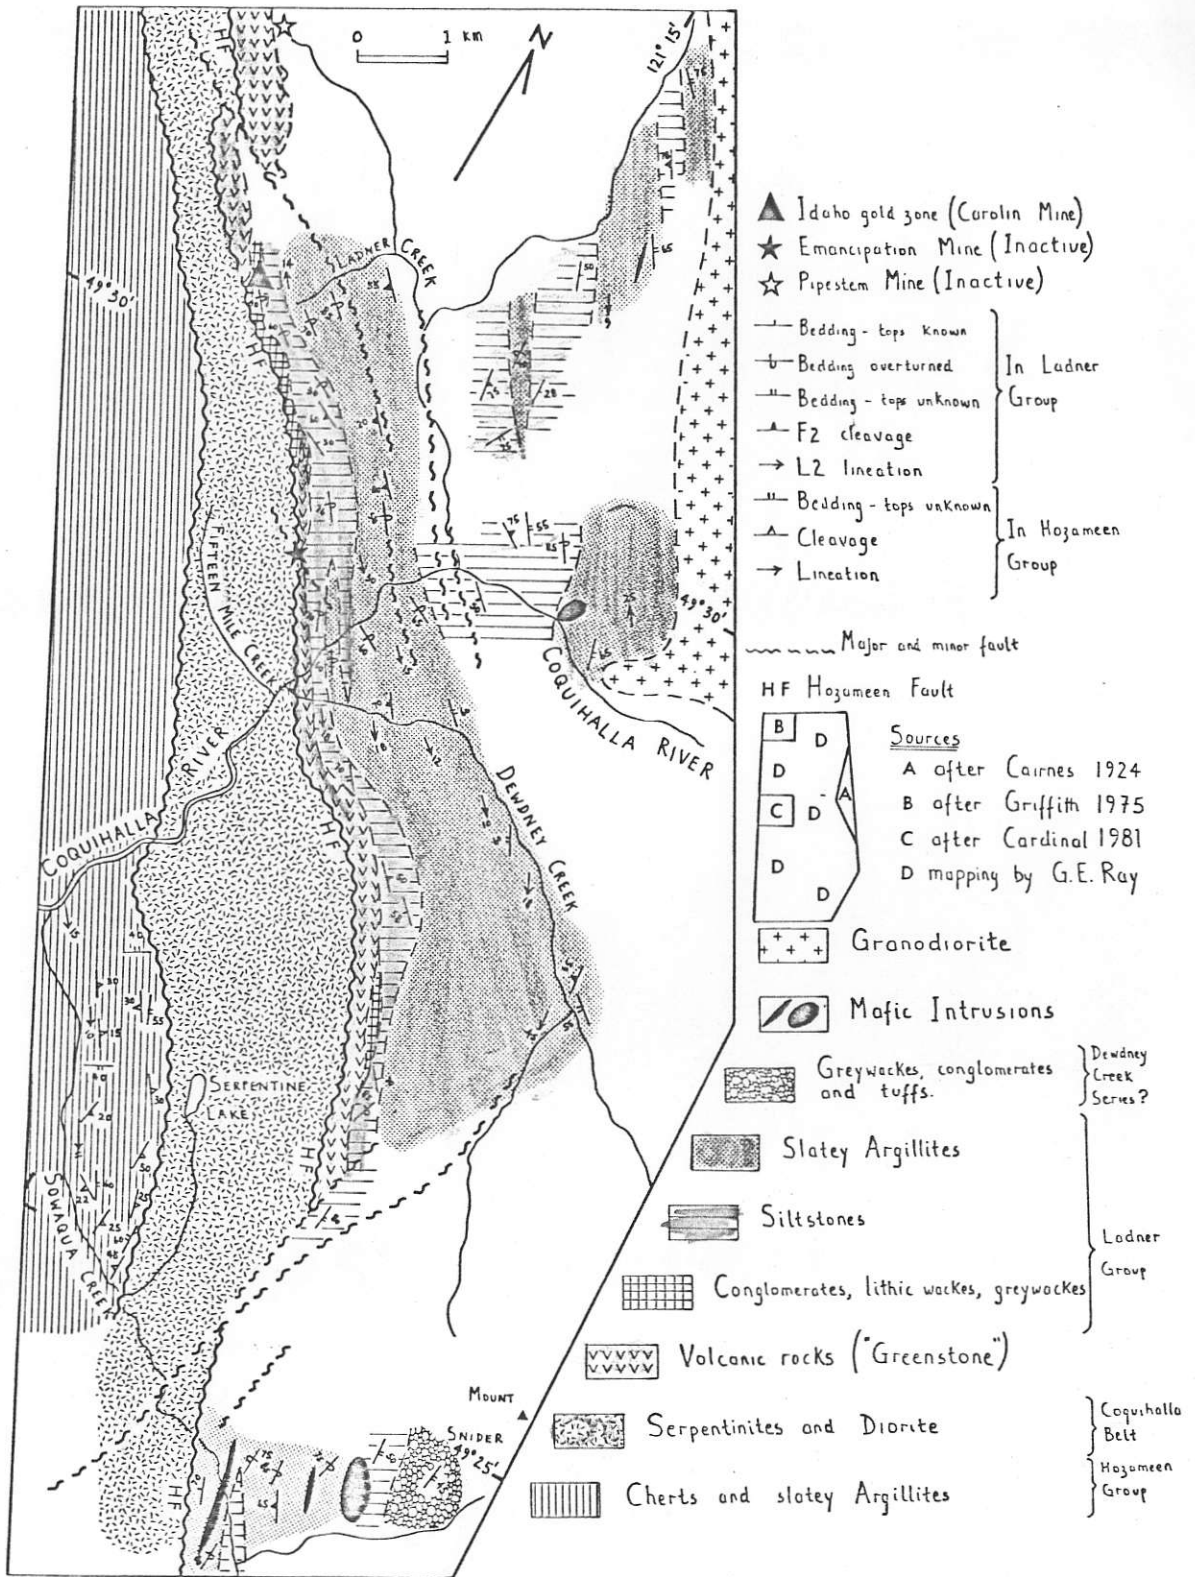 0 1 km
N
121° 15'
HF
49° 30'
LADNER CREEK
HF
FIFTEEN MILE CREEK
49° 30'
COQUIHALLA RIVER
COQUIHALLA RIVER
DEWDNEY CREEK
HF
SERPENTINE LAKE
HF
SOWAQUA CREEK
MOUNT
SNIDER
49° 25'
HF
Idaho gold zone (Carolin Mine)
Emancipation Mine (Inactive)
Pipestem Mine (Inactive)
Bedding - tops known
Bedding overturned
Bedding - tops unknown
F2 cleavage
L2 lineation
In Ladner
Group
Bedding - tops unknown
Cleavage
Lineation
In Hozameen
Group
Major and minor fault
HF Hozameen Fault
B D
D A
C D
D
D
Sources
A after Cairnes 1924
B after Griffith 1975
C after Cardinal 1981
D mapping by G.E. Ray
Granodiorite
Mafic Intrusions
Greywackes, conglomerates
and tuffs.
Dewdney
Creek
Series?
Slatey Argillites
Siltstones
Conglomerates, lithic wackes, greywackes
Ladner
Group
Volcanic rocks ("Greenstone")
Serpentinites and Diorite
Coquihalla
Belt
Cherts and slatey Argillites
Hozameen
Group